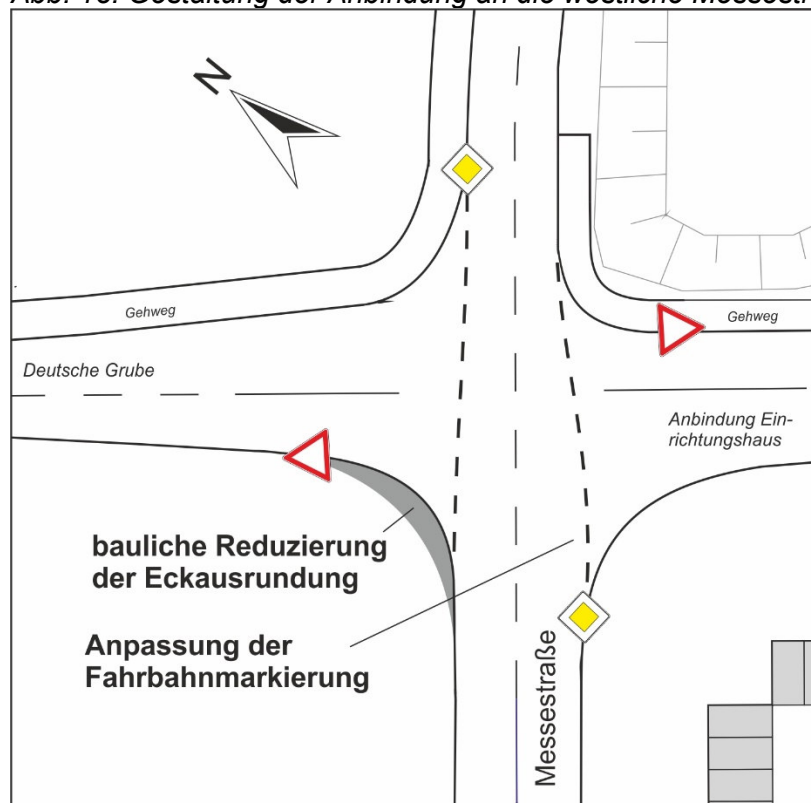 N
Gehweg
Gehweg
Deutsche Grube
Anbindung Ein-
richtungshaus
bauliche Reduzierung
der Eckausrundung
Anpassung der
Fahrbahnmarkierung
Messestraße